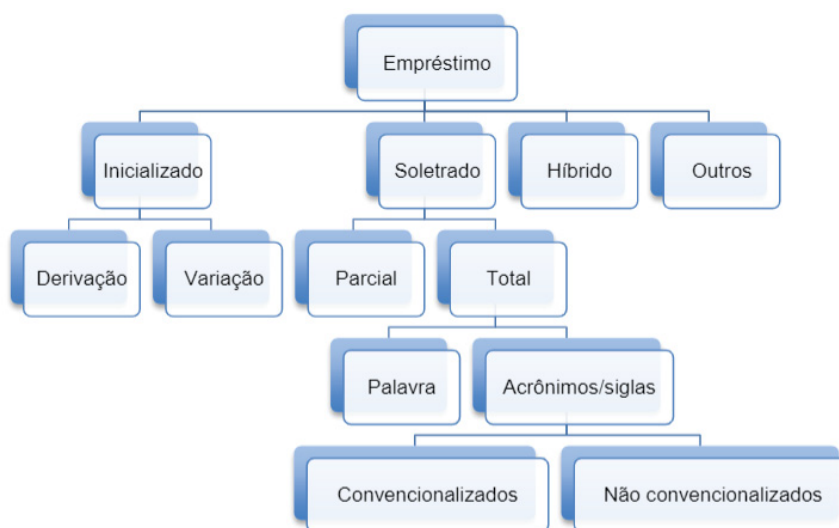 Empréstimo
Inicializado
Soletrado
Híbrido
Outros
Derivação
Variação
Parcial
Total
Palavra
Acrônimos/siglas
Convencionalizados
Não convencionalizados